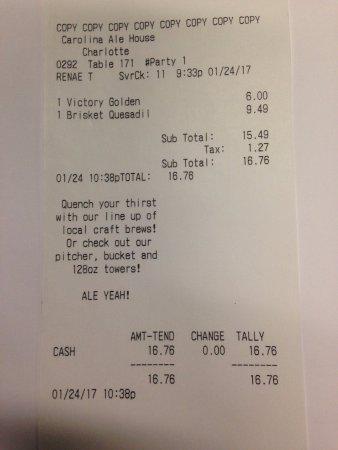 COPY COPY COPY COPY COPY COPY COPY COPY
Carolina Ale House
Charlotte
0292 Table 171 #Party 1
RENAE T SvrCk: 11 9:33p 01/24/17
1 Victory Golden 6.00
1 Brisket Quesadil 9.49
Sub Total: 15.49
Tax: 1.27
Sub Total: 16.76
01/24 10:38pTOTAL: 16.76
Quench your thirst
with our line up of
local craft brews!
Or check out our
pitcher, bucket and
128oz towers!
ALE YEAH!
AMT-TEND CHANGE TALLY
CASH 16.76 0.00 16.76
-------- --------
16.76 16.76
01/24/17 10:38p